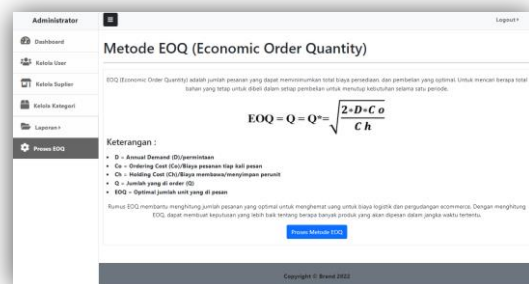 Administrator
Logout
Dashboard
Kelola User
Kelola Suplier
Kelola Kategori
Laporan
Proses EOQ
Metode EOQ (Economic Order Quantity)
EOQ (Economic Order Quantity) adalah jumlah pesanan yang dapat meminimumkan total biaya persediaan, dan pembelian yang optimal. Untuk mencari berapa total
bahan yang tetap untuk dibeli dalam setiap pembelian untuk menutup kebutuhan selama satu periode.
EOQ = Q = Q*= √2*D*C o / C h
Keterangan :
• D = Annual Demand (D)/permintaan
• Co = Ordering Cost (Co)/Biaya pesanan tiap kali pesan
• Ch = Holding Cost (Ch)/Biaya membawa/menyimpan perunit
• Q = Jumlah yang di order (Q)
• EOQ = Optimal jumlah unit yang di pesan
Rumus EOQ membantu menghitung jumlah pesanan yang optimal untuk menghemat uang untuk biaya logistik dan pergudangan ecommerce. Dengan menghitung
EOQ, dapat membuat keputusan yang lebih baik tentang berapa banyak produk yang akan dipesan dalam jangka waktu tertentu.
Proses Metode EOQ
Copyright © Brand 2022